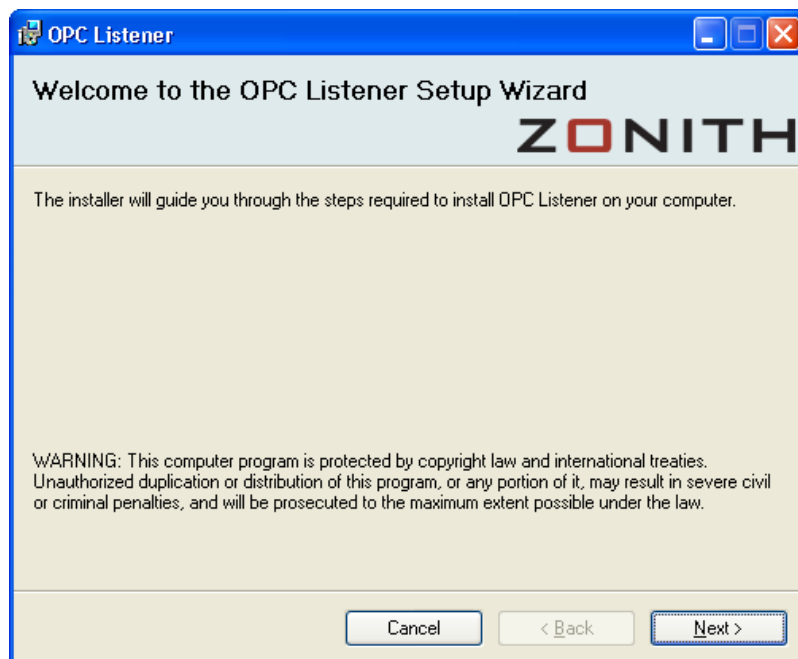 OPC Listener
Welcome to the OPC Listener Setup Wizard
ZONITH
The installer will guide you through the steps required to install OPC Listener on your computer.
WARNING: This computer program is protected by copyright law and international treaties.
Unauthorized duplication or distribution of this program, or any portion of it, may result in severe civil
or criminal penalties, and will be prosecuted to the maximum extent possible under the law.
Cancel < Back Next >